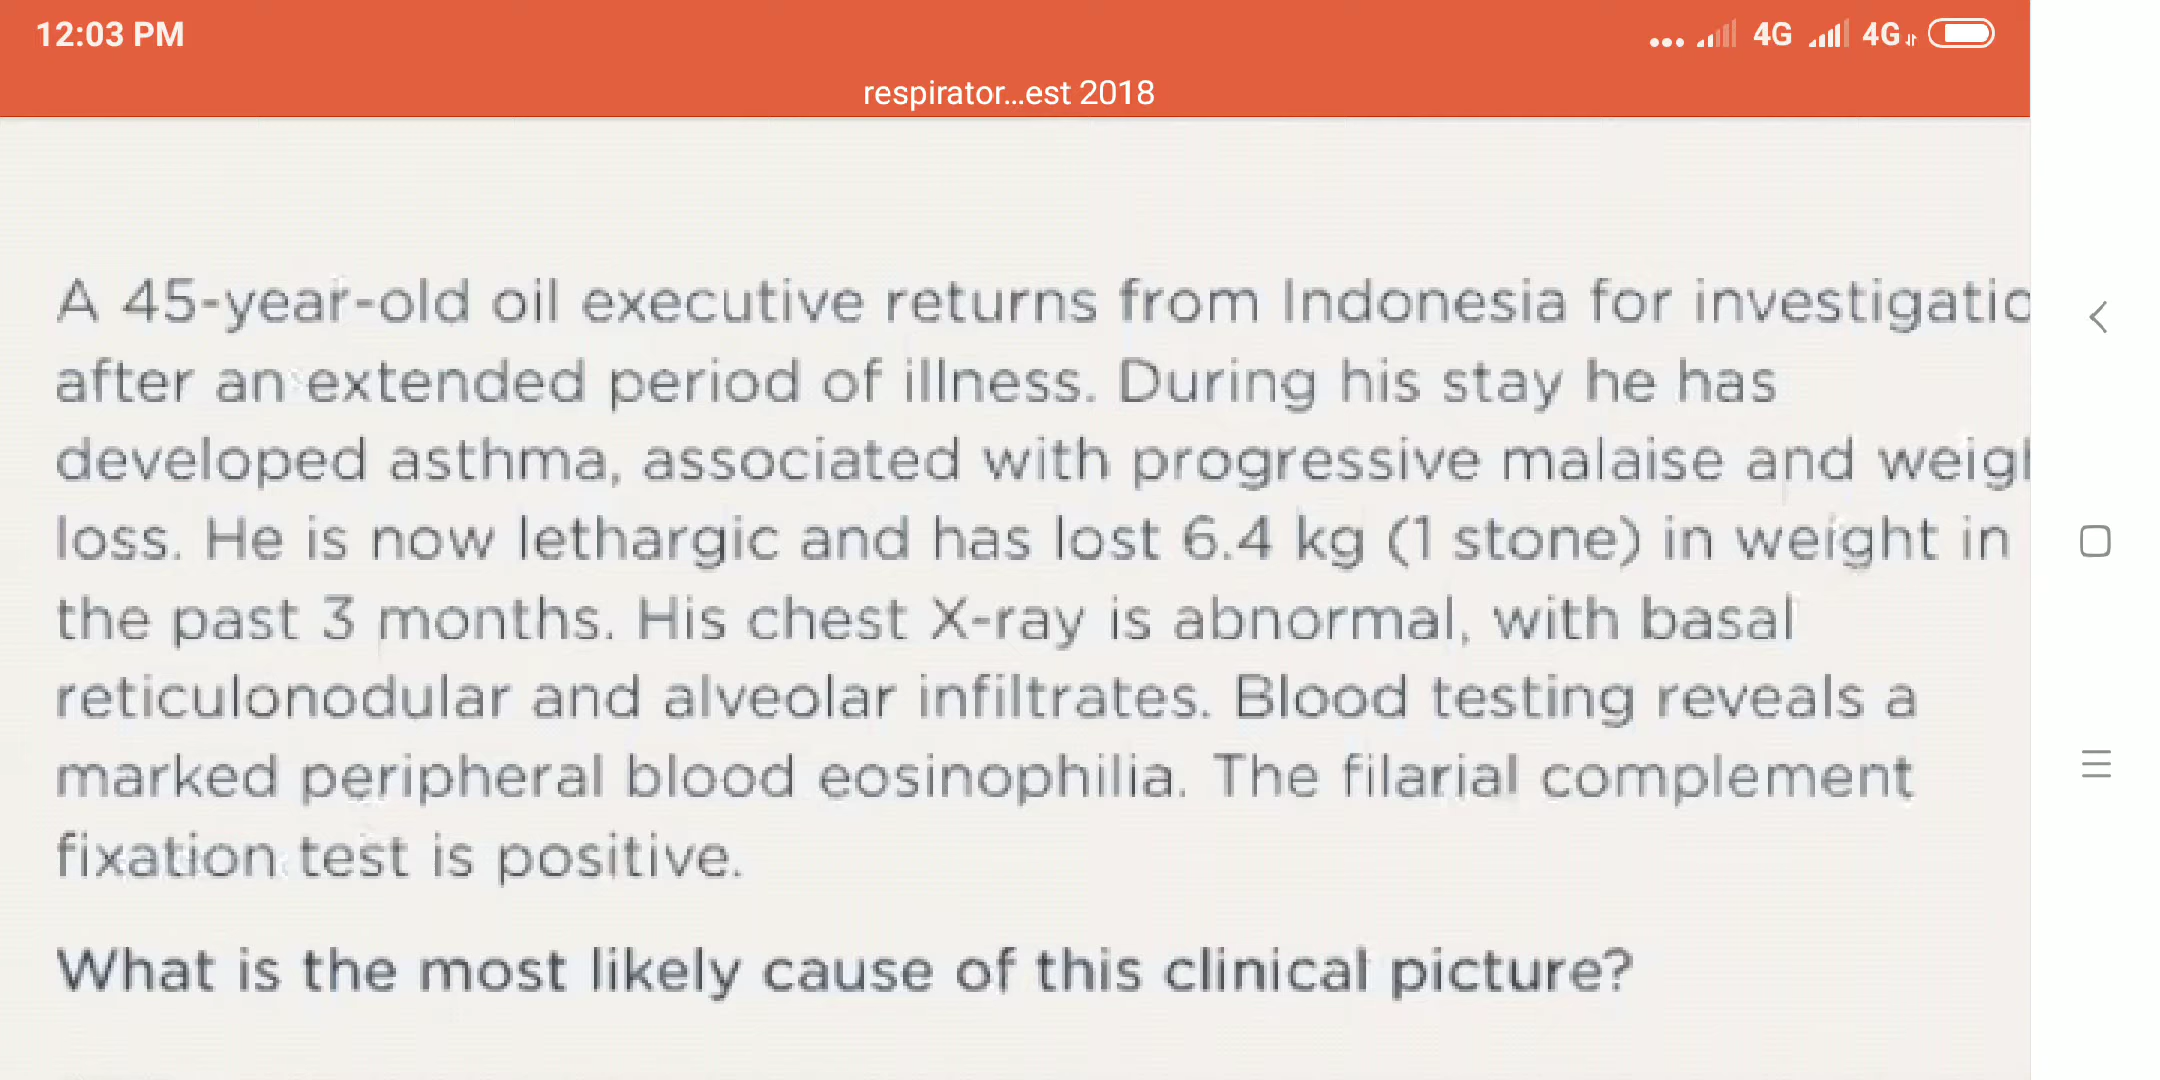 12:03 PM
4G 4G
respirator...est 2018
A 45-year-old oil executive returns from Indonesia for investigatio
after an extended period of illness. During his stay he has
developed asthma, associated with progressive malaise and weigh
loss. He is now lethargic and has lost 6.4 kg (1 stone) in weight in
the past 3 months. His chest X-ray is abnormal, with basal
reticulonodular and alveolar infiltrates. Blood testing reveals a
marked peripheral blood eosinophilia. The filarial complement
fixation test is positive.
What is the most likely cause of this clinical picture?